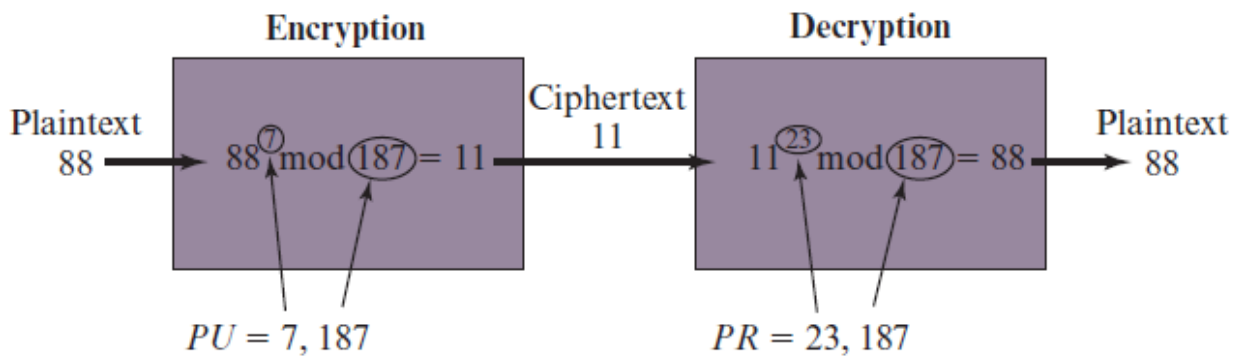 Encryption
Decryption
Plaintext
88
88^7 mod 187 = 11
Ciphertext
11
11^23 mod 187 = 88
Plaintext
88
PU = 7, 187
PR = 23, 187